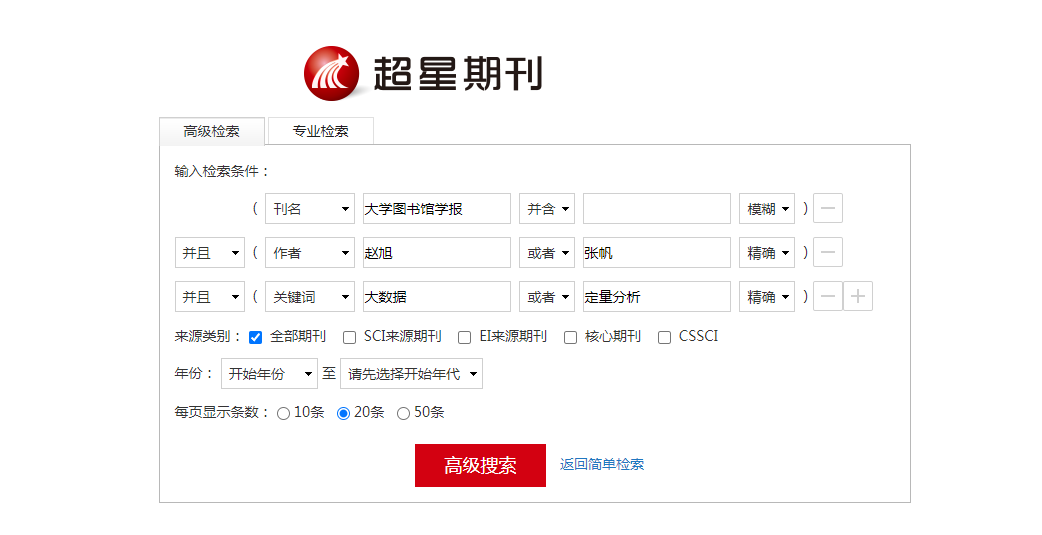 超星期刊
高级检索 专业检索
输入检索条件：
( 刊名 大学图书馆学报 并含 模糊 )
并且 ( 作者 赵旭 或者 张帆 精确 )
并且 ( 关键词 大数据 或者 定量分析 精确 )
来源类别： 全部期刊 SCI来源期刊 EI来源期刊 核心期刊 CSSCI
年份： 开始年份 至 请先选择开始年代
每页显示条数： 10条 20条 50条
高级搜索 返回简单检索